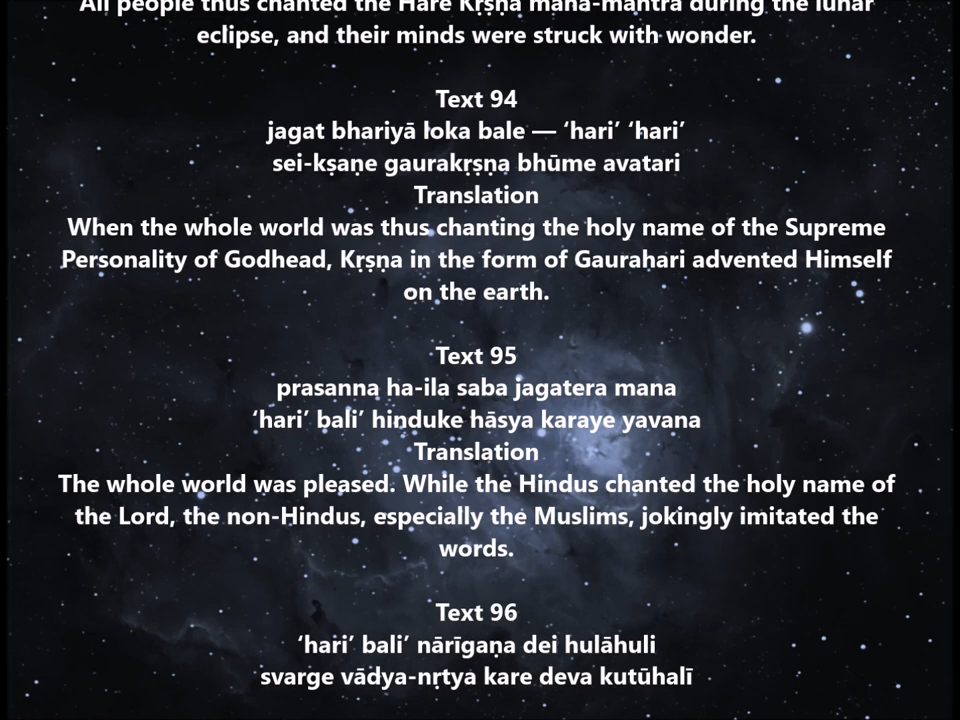 All people thus chanted the Hare Kṛṣṇa mahā-mantra during the lunar
eclipse, and their minds were struck with wonder.
Text 94
jagat bhariyā loka bale — ‘hari’ ‘hari’
sei-kṣaṇe gaurakṛṣṇa bhūme avatari
Translation
When the whole world was thus chanting the holy name of the Supreme
Personality of Godhead, Kṛṣṇa in the form of Gaurahari advented Himself
on the earth.
Text 95
prasanna ha-ila saba jagatera mana
‘hari’ bali’ hinduke hāsya karaye yavana
Translation
The whole world was pleased. While the Hindus chanted the holy name of
the Lord, the non-Hindus, especially the Muslims, jokingly imitated the
words.
Text 96
‘hari’ bali’ nārīgaṇa dei hulāhuli
svarge vādya-nṛtya kare deva kutūhalī